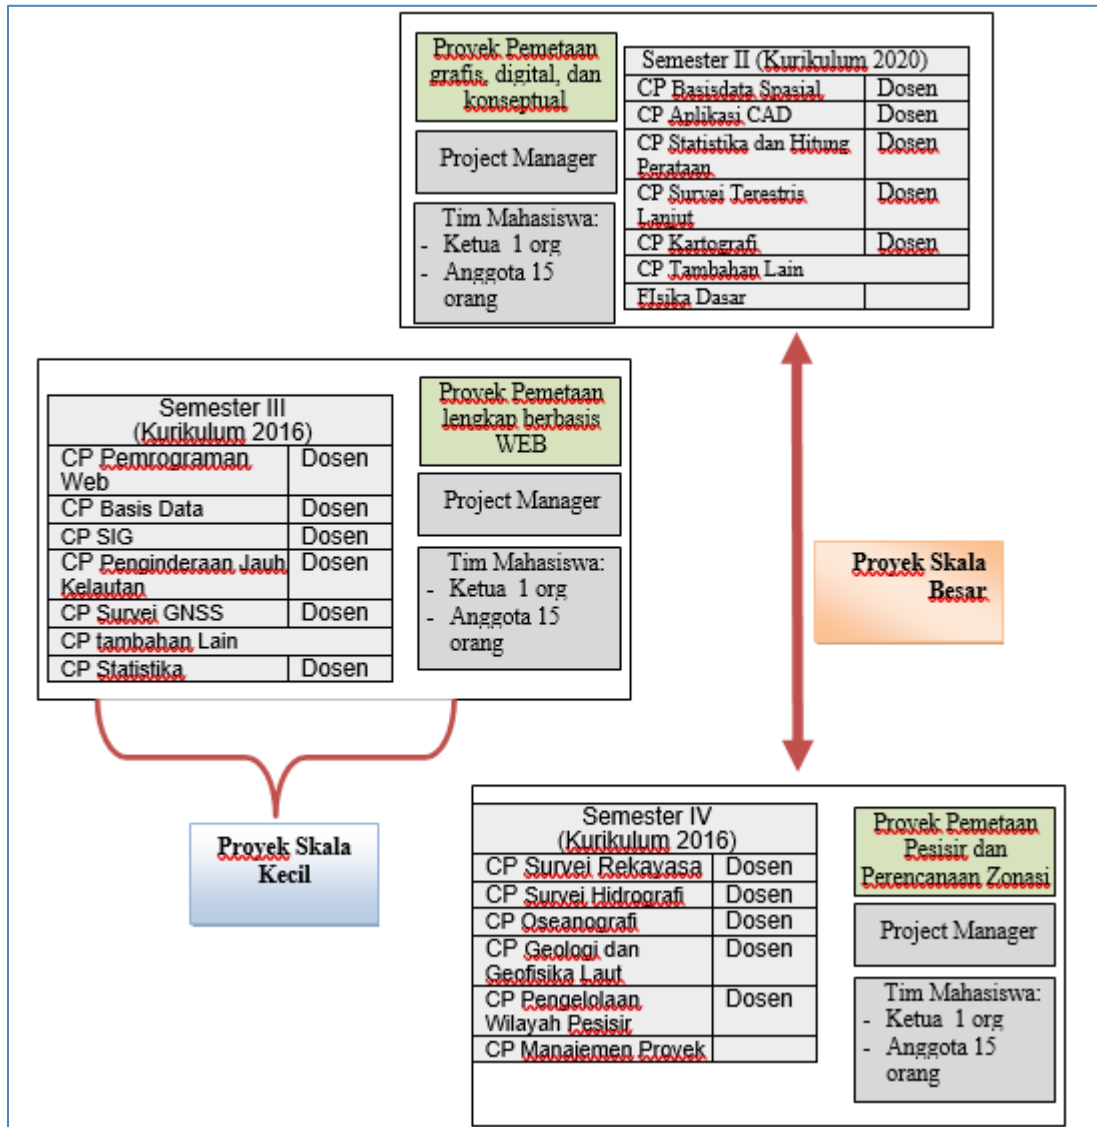 Proyek Pemetaan
grafis, digital, dan
konseptual
Project Manager
Tim Mahasiswa:
- Ketua 1 org
- Anggota 15
orang
Semester II (Kurikulum 2020)
CP Basisdata Spasial Dosen
CP Aplikasi CAD Dosen
CP Statistika dan Hitung Dosen
Perataan
CP Survei Terestris Dosen
Lanjut
CP Kartografi Dosen
CP Tambahan Lain
FIsika Dasar
Semester III
(Kurikulum 2016)
CP Pemrograman Dosen
Web
CP Basis Data Dosen
CP SIG Dosen
CP Penginderaan Jauh Dosen
Kelautan
CP Survei GNSS Dosen
CP tambahan Lain
CP Statistika Dosen
Proyek Pemetaan
lengkap berbasis
WEB
Project Manager
Tim Mahasiswa:
- Ketua 1 org
- Anggota 15
orang
Proyek Skala
Besar
Proyek Skala
Kecil
Semester IV
(Kurikulum 2016)
CP Survei Rekayasa Dosen
CP Survei Hidrografi Dosen
CP Oseanografi Dosen
CP Geologi dan Dosen
Geofisika Laut
CP Pengelolaan Dosen
Wilayah Pesisir
CP Manajemen Proyek
Proyek Pemetaan
Pesisir dan
Perencanaan Zonasi
Project Manager
Tim Mahasiswa:
- Ketua 1 org
- Anggota 15
orang